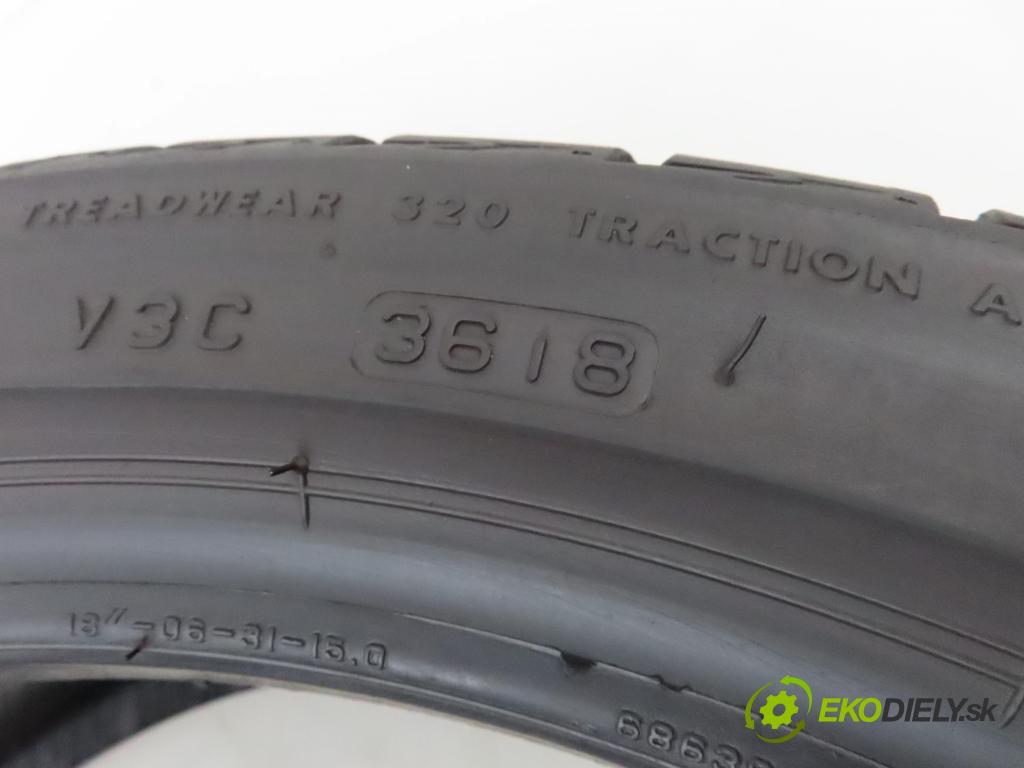 TREADWEAR 320 TRACTION A
V3C 3618
18"-06-31-15.0
EKODIELY.sk